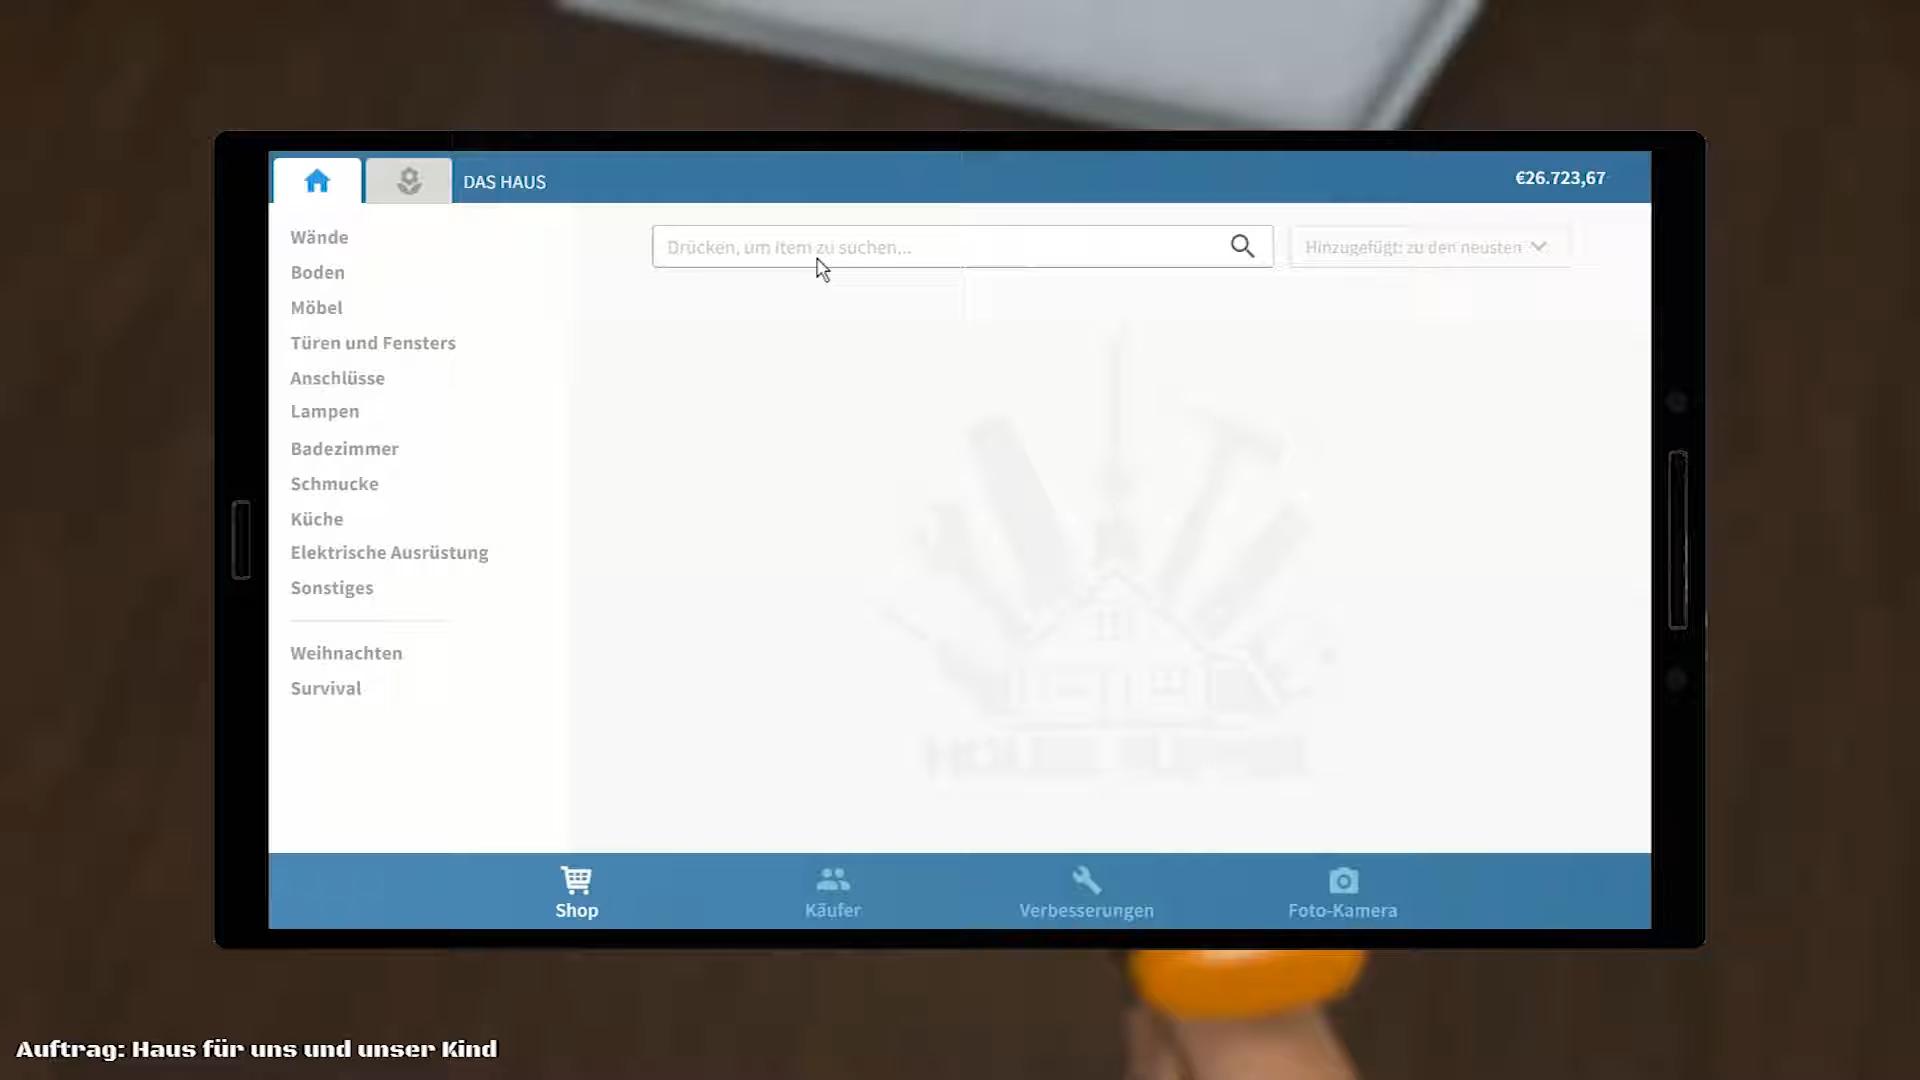 DAS HAUS
€26.723,67
Drücken, um Item zu suchen...
Hinzugefügt: zu den neusten
Wände
Boden
Möbel
Türen und Fensters
Anschlüsse
Lampen
Badezimmer
Schmucke
Küche
Elektrische Ausrüstung
Sonstiges
Weihnachten
Survival
HOUSE FLIPPER
Shop
Käufer
Verbesserungen
Foto-Kamera
Auftrag: Haus für uns und unser Kind